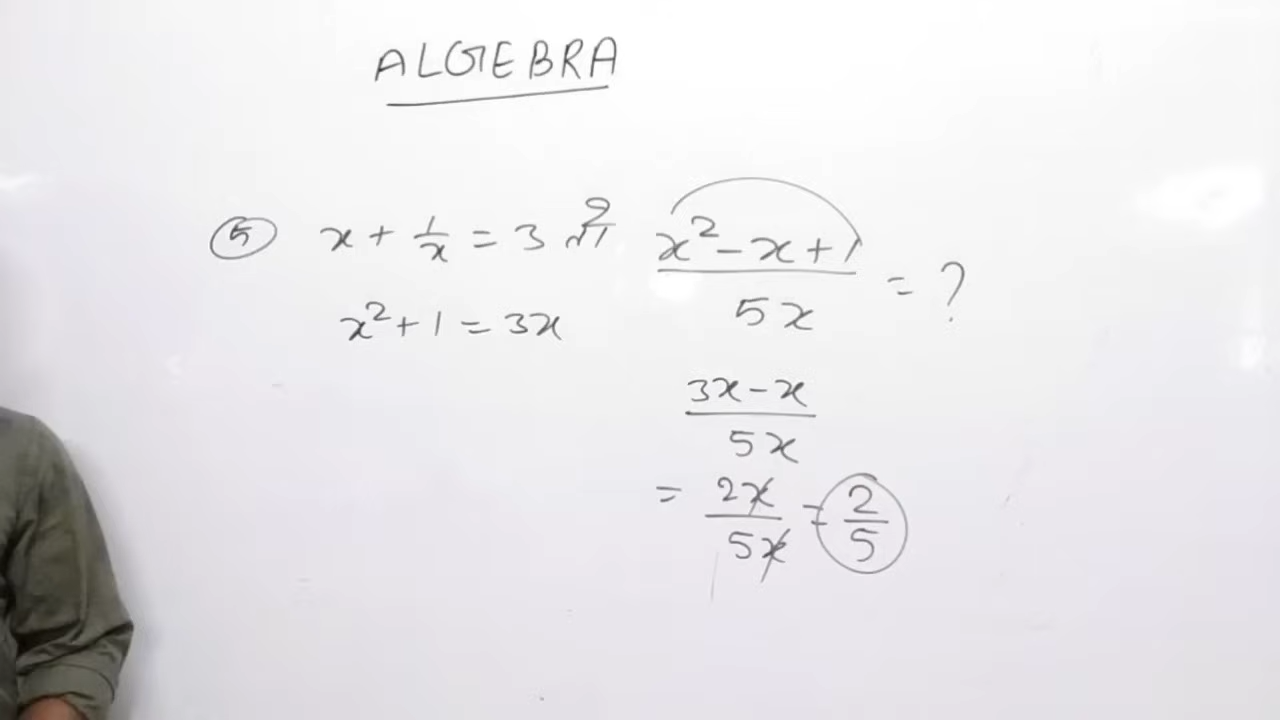 ALGEBRA
5 x + 1/x = 3 तो (x² - x + 1)/5x = ?
x² + 1 = 3x
(3x - x)/5x
= 2x/5x = 2/5